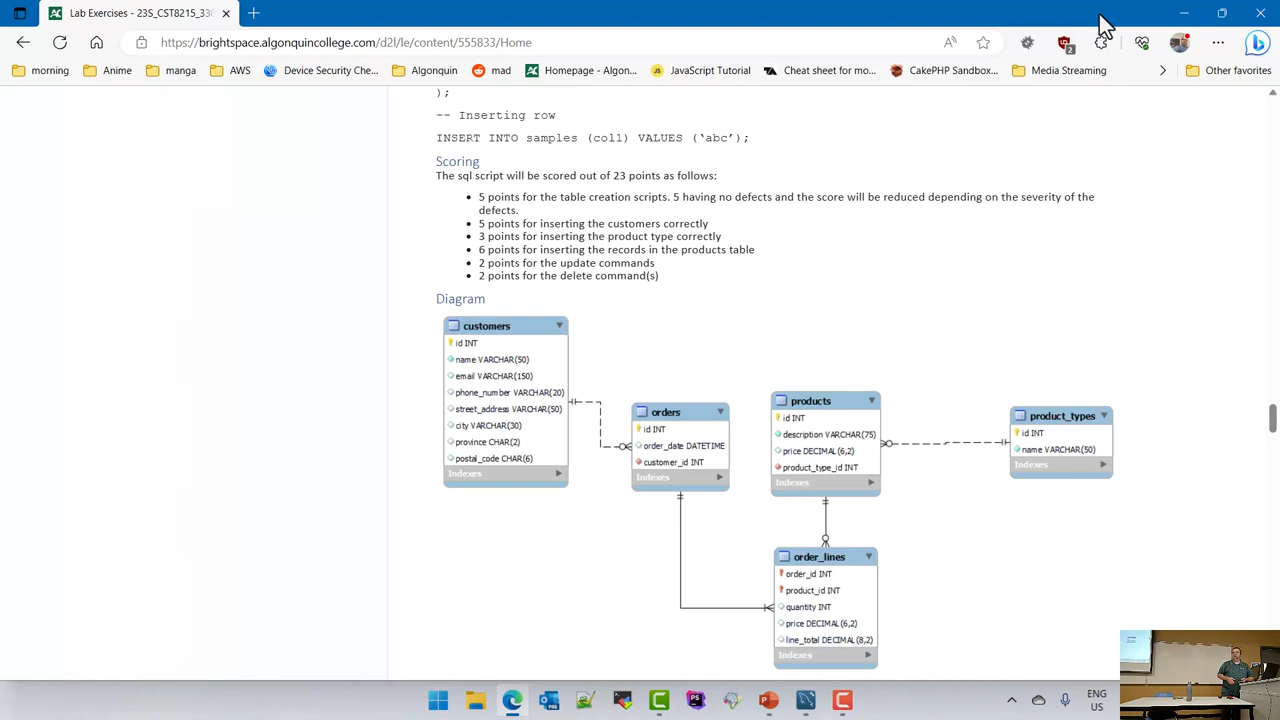 Lab Exercises - 23S_CST8215_330
https://brightspace.algonquincollege.com/d2l/le/content/555833/Home
2
morning
Anime
manga
AWS
Device Security Che...
Algonquin
mad
Homepage - Algon...
JavaScript Tutorial
Cheat sheet for mo...
CakePHP Sandbox...
Media Streaming
Other favorites
);
-- Inserting row
INSERT INTO samples (col1) VALUES (‘abc’);
Scoring
The sql script will be scored out of 23 points as follows:
• 5 points for the table creation scripts. 5 having no defects and the score will be reduced depending on the severity of the
defects.
• 5 points for inserting the customers correctly
• 3 points for inserting the product type correctly
• 6 points for inserting the records in the products table
• 2 points for the update commands
• 2 points for the delete command(s)
Diagram
customers
id INT
name VARCHAR(50)
email VARCHAR(150)
phone_number VARCHAR(20)
street_address VARCHAR(50)
city VARCHAR(30)
province CHAR(2)
postal_code CHAR(6)
Indexes
orders
id INT
order_date DATETIME
customer_id INT
Indexes
products
id INT
description VARCHAR(75)
price DECIMAL(6,2)
product_type_id INT
Indexes
product_types
id INT
name VARCHAR(50)
Indexes
order_lines
order_id INT
product_id INT
quantity INT
price DECIMAL(6,2)
line_total DECIMAL(8,2)
Indexes
ENG
US